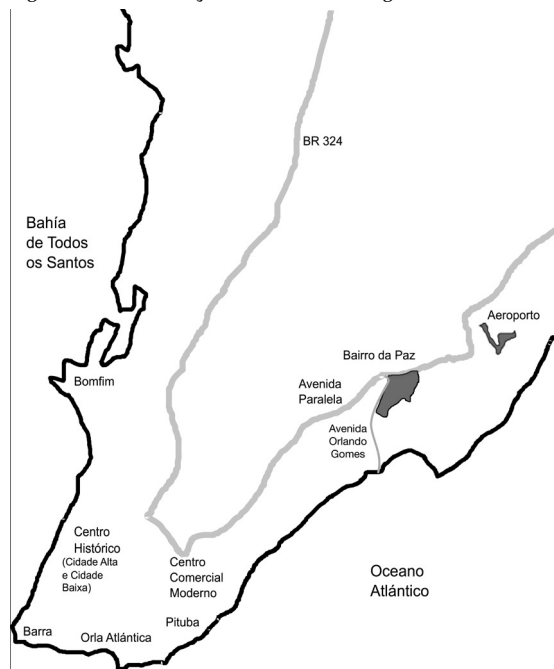 BR 324
Bahía
de Todos
os Santos
Aeroporto
Bairro da Paz
Bomfim
Avenida
Paralela
Avenida
Orlando
Gomes
Centro
Histórico
(Cidade Alta
e Cidade
Baixa)
Centro
Comercial
Moderno
Oceano
Atlántico
Pituba
Barra
Orla Atlántica